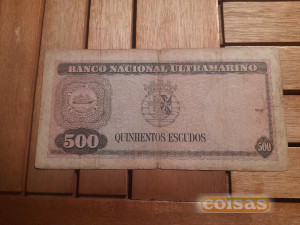 BANCO NACIONAL ULTRAMARINO
500
QUINHENTOS ESCUDOS
500
coisas